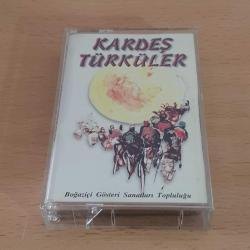 KARDEŞ
TÜRKÜLER
Boğaziçi Gösteri Sanatları Topluluğu